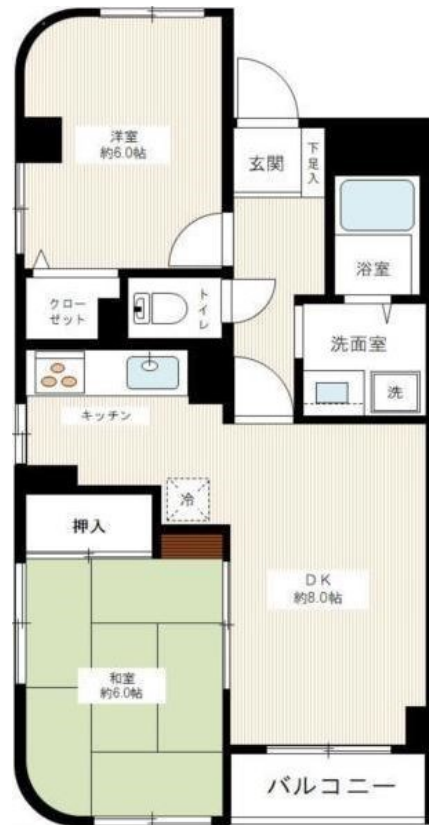 洋室
約6.0帖
玄関
下足入
浴室
クローゼット
トイレ
洗面室
洗
キッチン
冷
押入
DK
約8.0帖
和室
約6.0帖
バルコニー